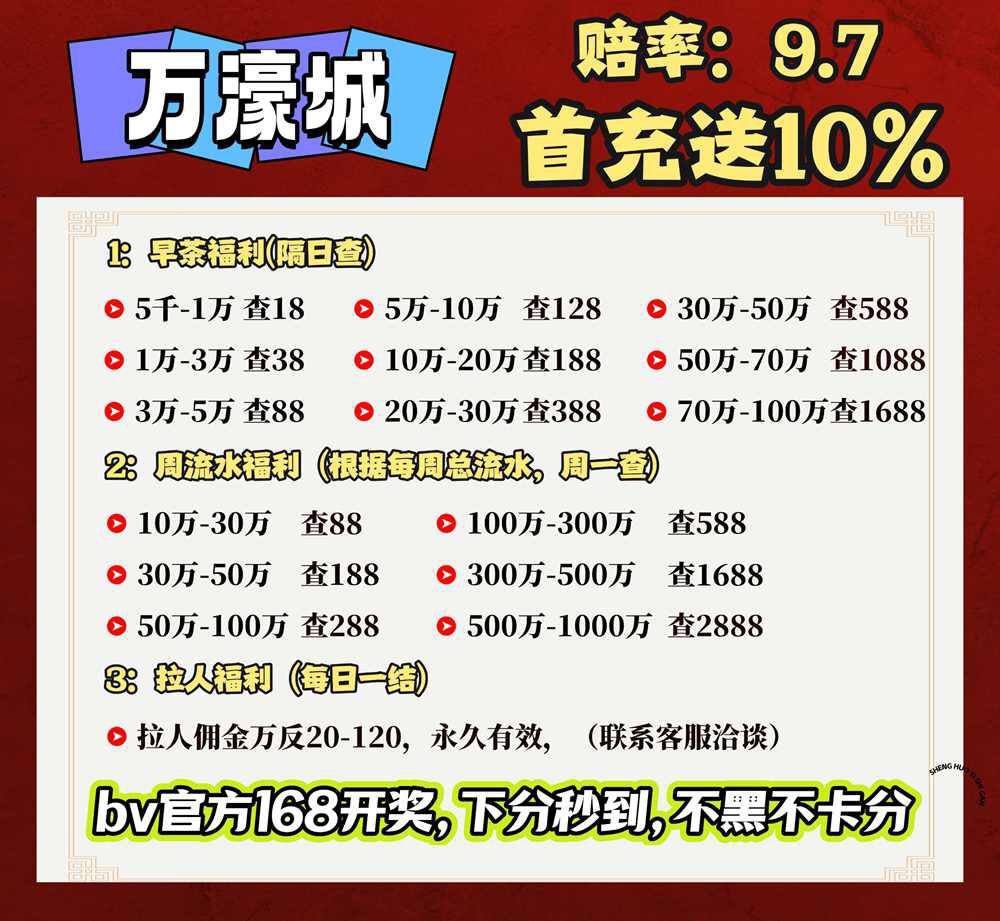 万濠城
赔率：9.7
首充送10%
1：早茶福利(隔日查)
5千-1万 查18
5万-10万 查128
30万-50万 查588
1万-3万 查38
10万-20万查188
50万-70万 查1088
3万-5万 查88
20万-30万查388
70万-100万查1688
2：周流水福利（根据每周总流水，周一查）
10万-30万 查88
100万-300万 查588
30万-50万 查188
300万-500万 查1688
50万-100万 查288
500万-1000万 查2888
3：拉人福利（每日一结）
拉人佣金万反20-120，永久有效，（联系客服洽谈）
bv官方168开奖,下分秒到,不黑不卡分